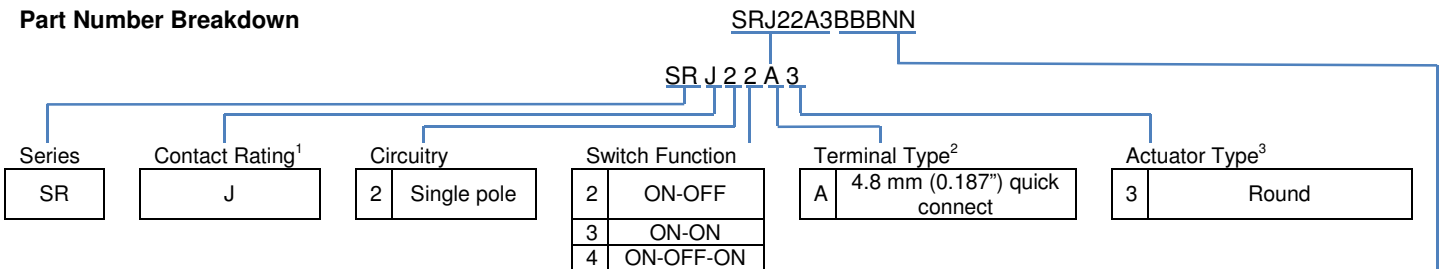 Part Number Breakdown
SRJ22A3BBBNN
SR J 2 2 A 3
Series
Contact Rating1
Circuitry
Switch Function
Terminal Type2
Actuator Type3
SR
J
2 Single pole
2 ON-OFF
3 ON-ON
4 ON-OFF-ON
A 4.8 mm (0.187”) quick
connect
3 Round